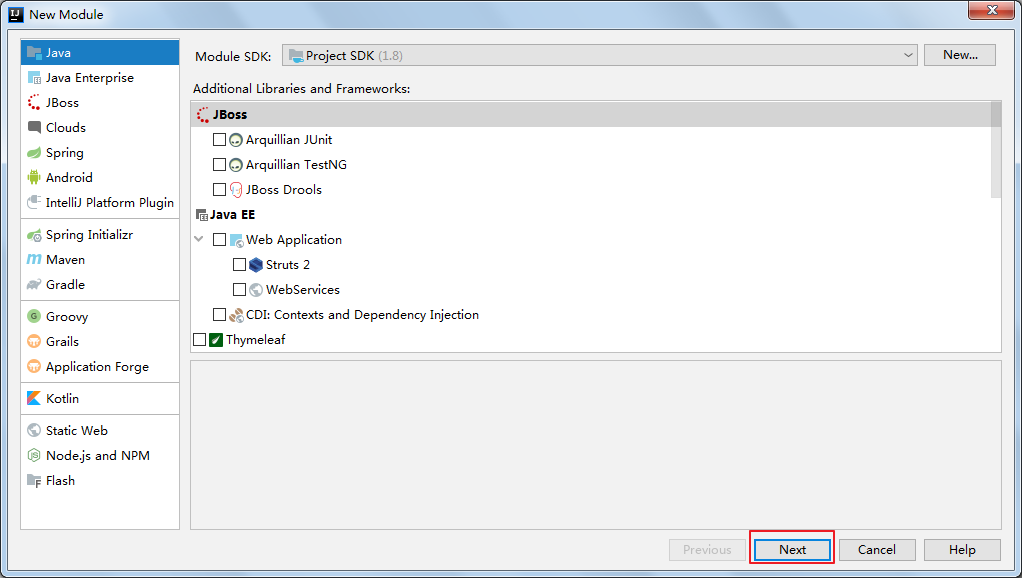 New Module
Java
Java Enterprise
JBoss
Clouds
Spring
Android
IntelliJ Platform Plugin
Spring Initializr
Maven
Gradle
Groovy
Grails
Application Forge
Kotlin
Static Web
Node.js and NPM
Flash
Module SDK: Project SDK (1.8) New...
Additional Libraries and Frameworks:
JBoss
Arquillian JUnit
Arquillian TestNG
JBoss Drools
Java EE
Web Application
Struts 2
WebServices
CDI: Contexts and Dependency Injection
Thymeleaf
Previous Next Cancel Help